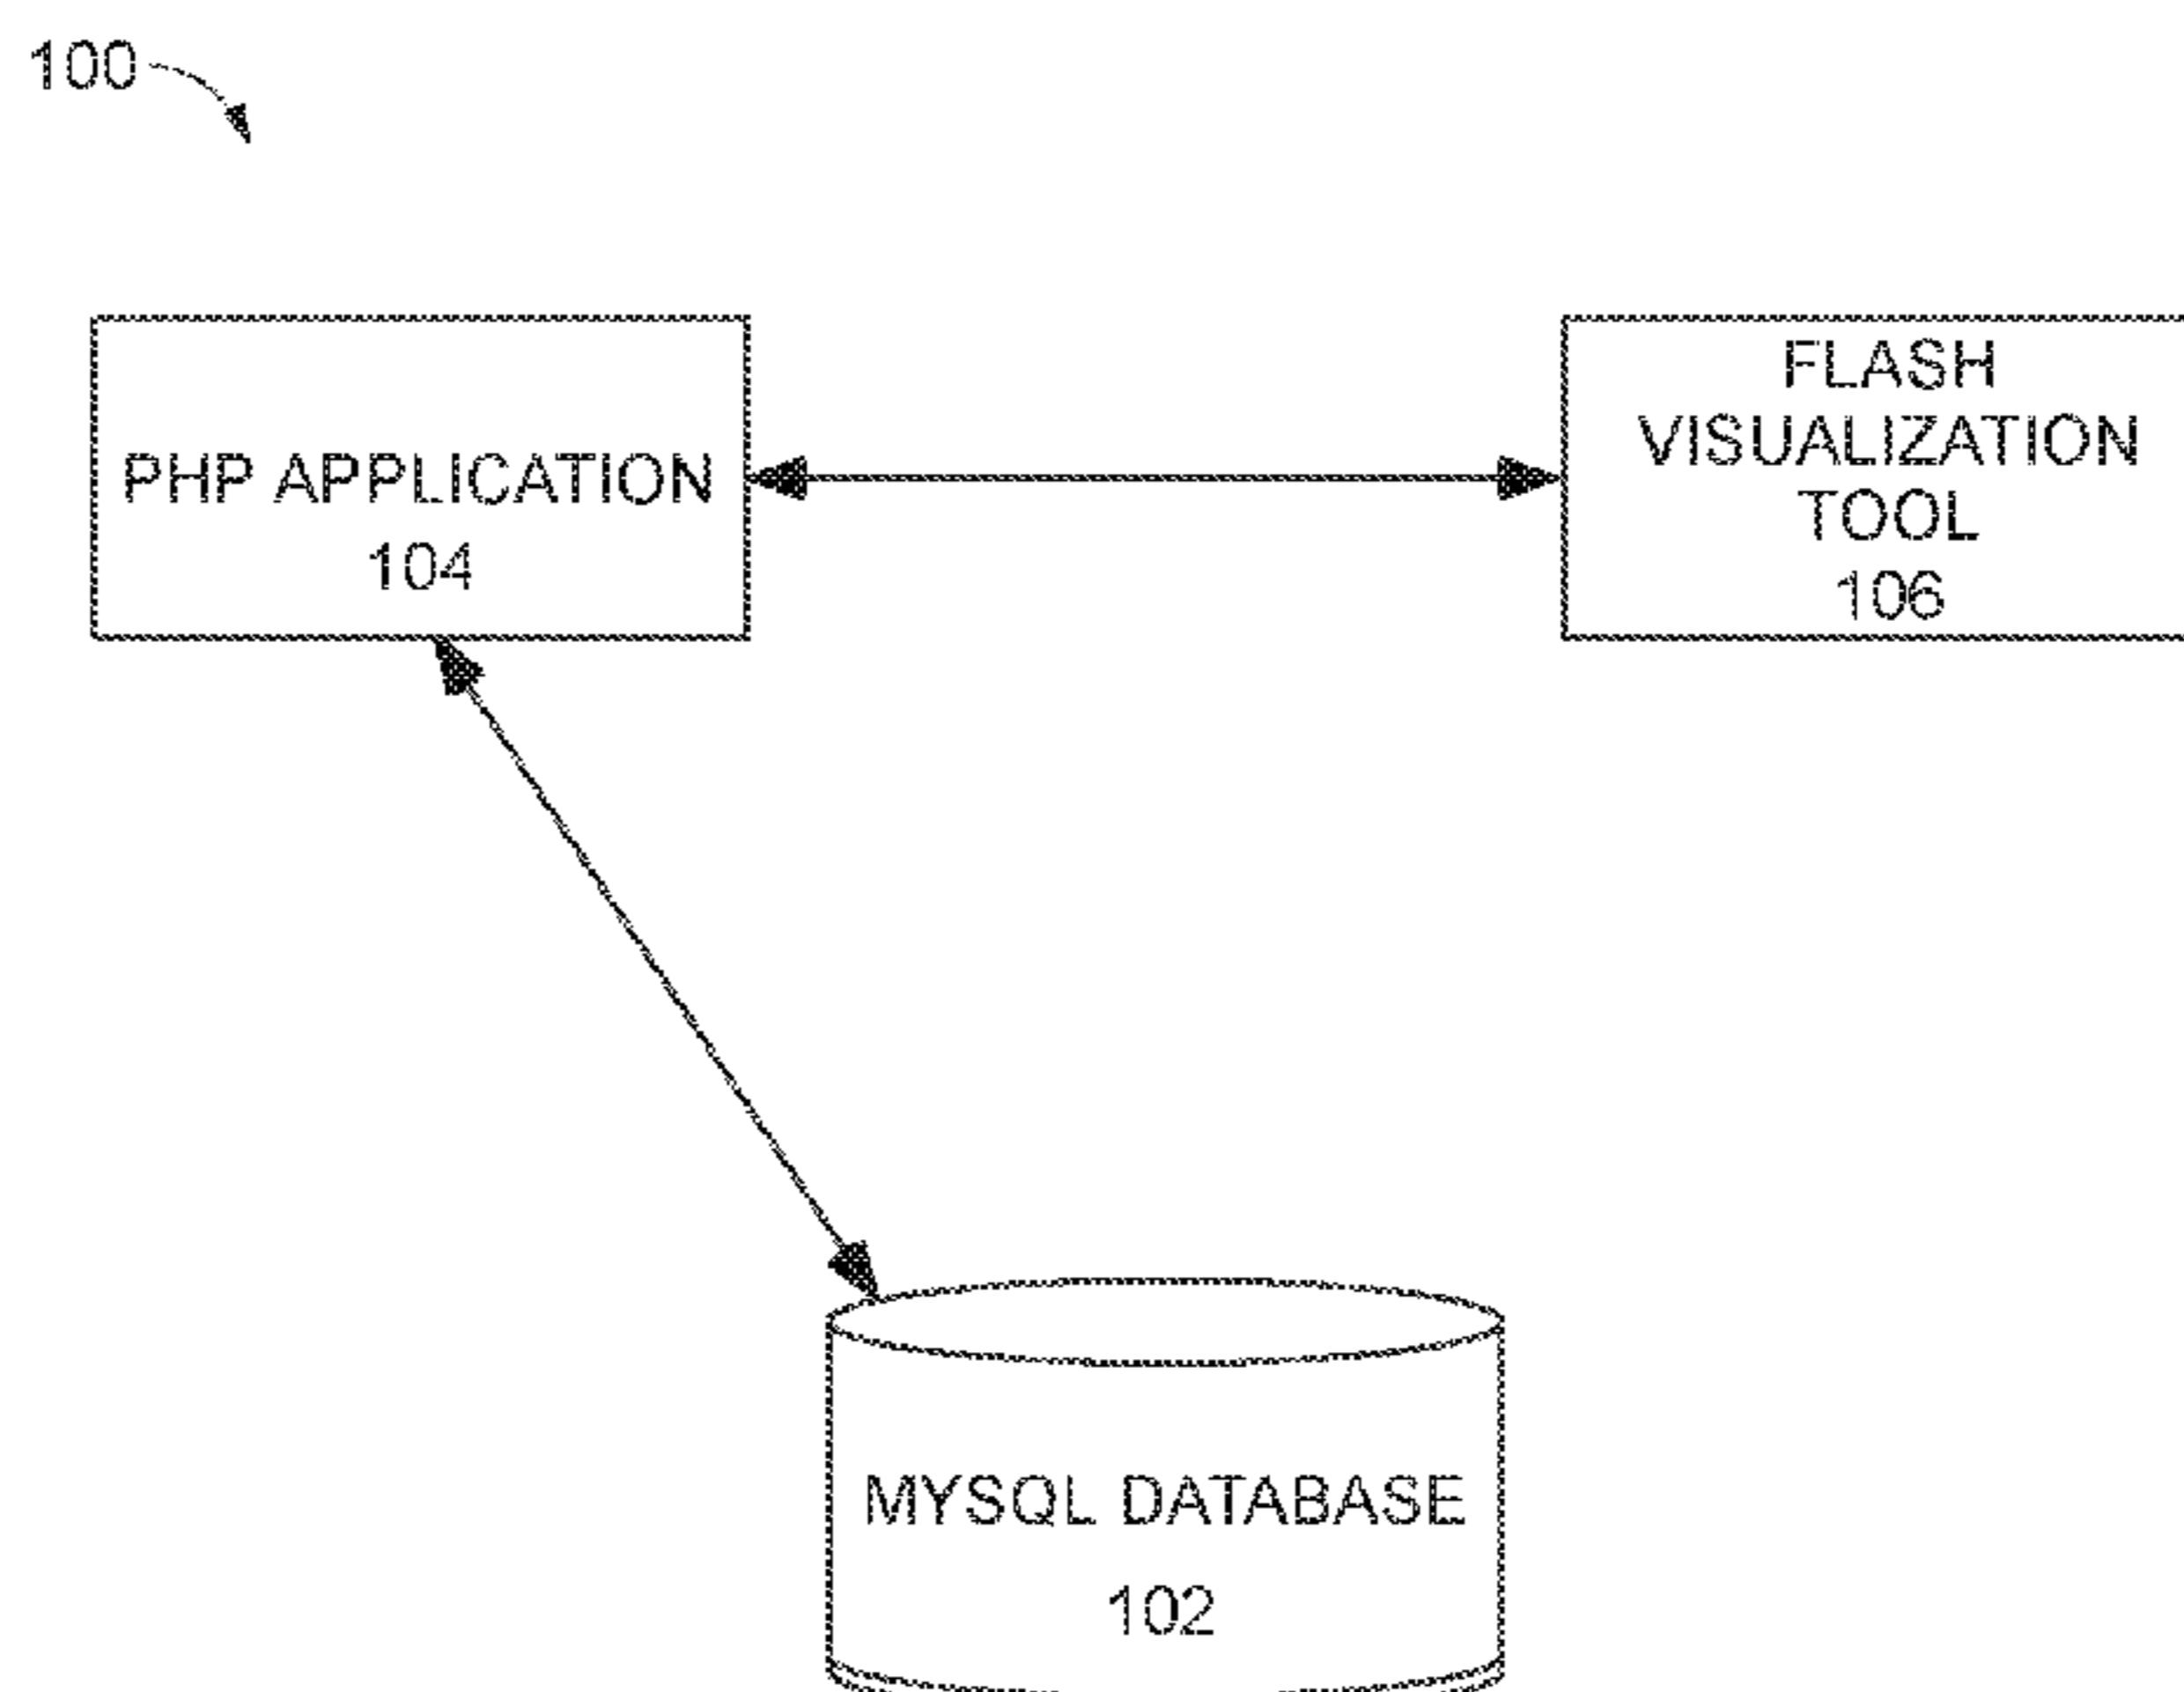 100
PHP APPLICATION
104
FLASH
VISUALIZATION
TOOL
106
MYSQL DATABASE
102